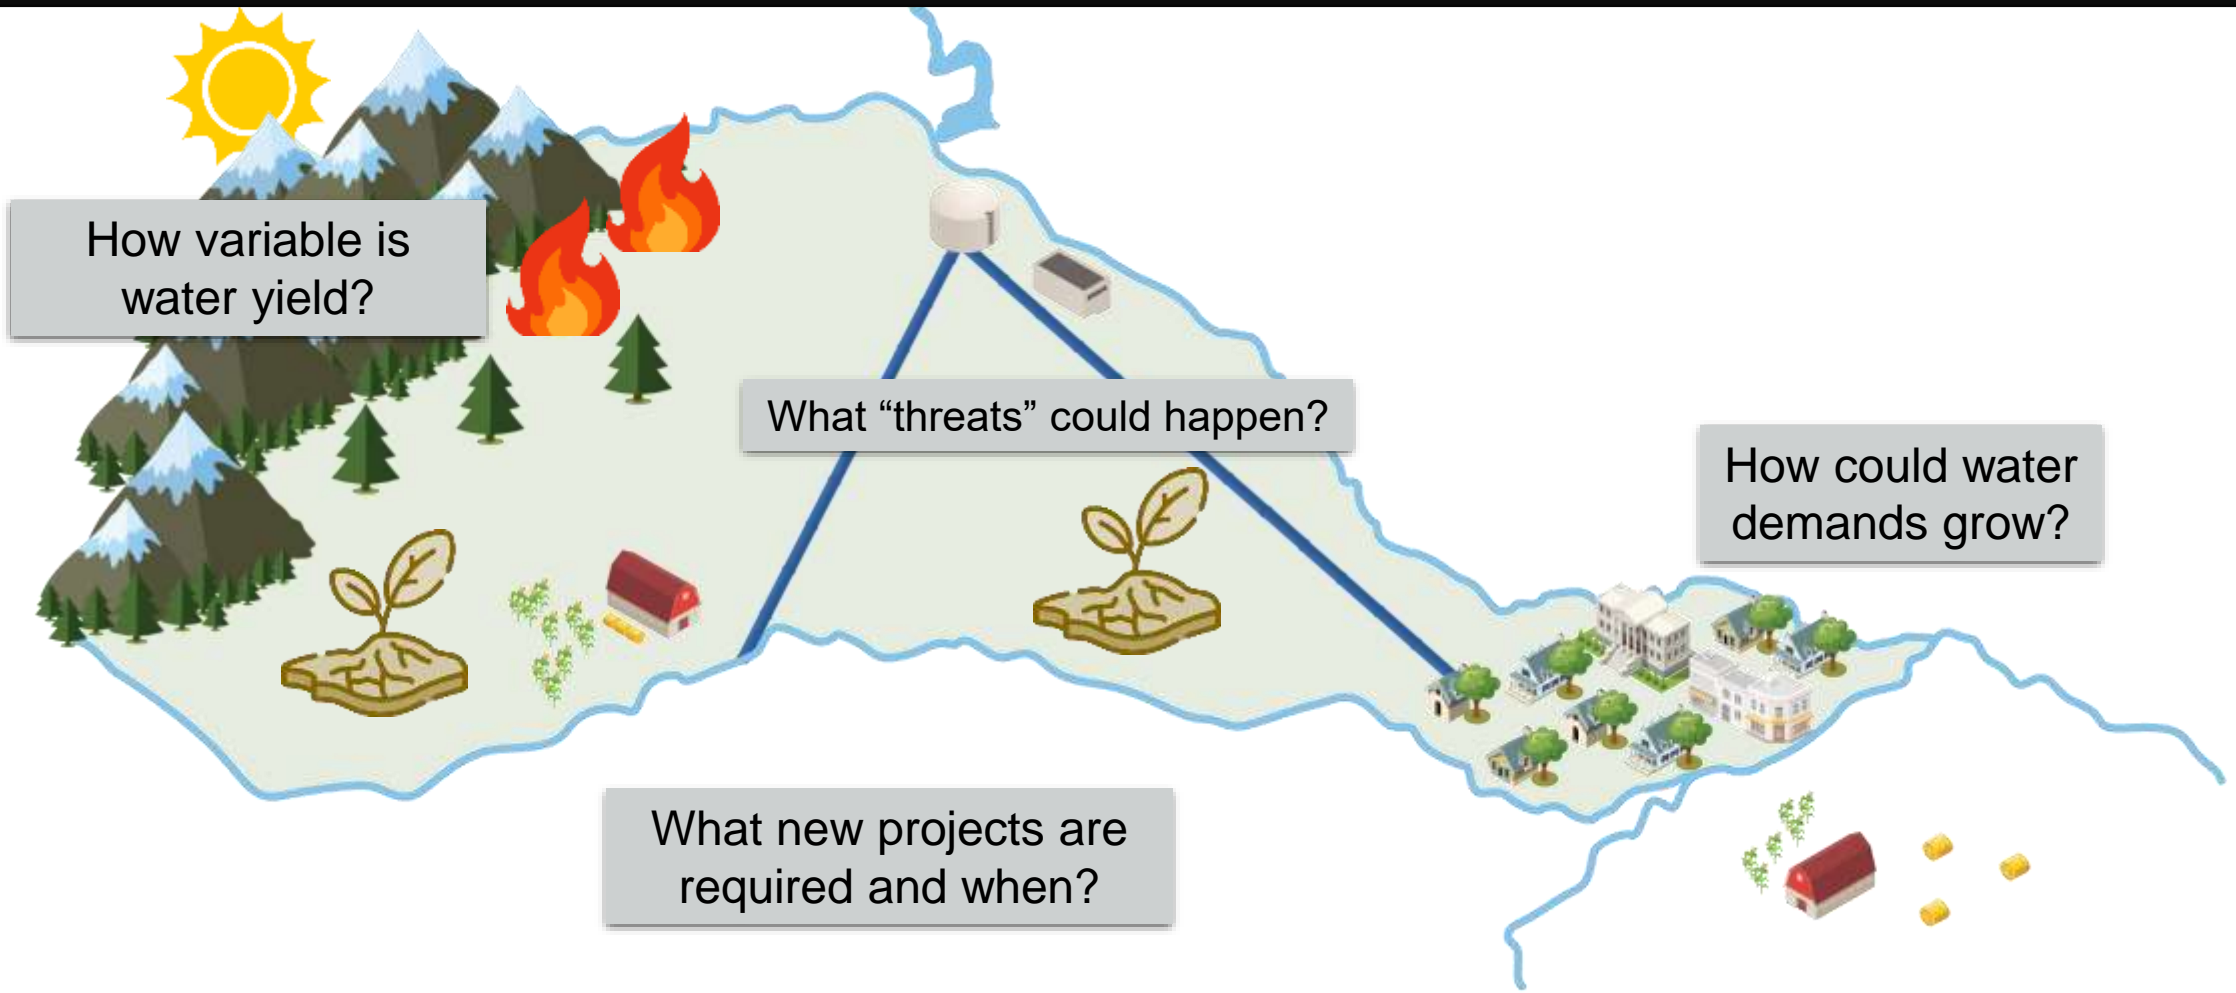 How variable is
water yield?
What “threats” could happen?
How could water
demands grow?
What new projects are
required and when?